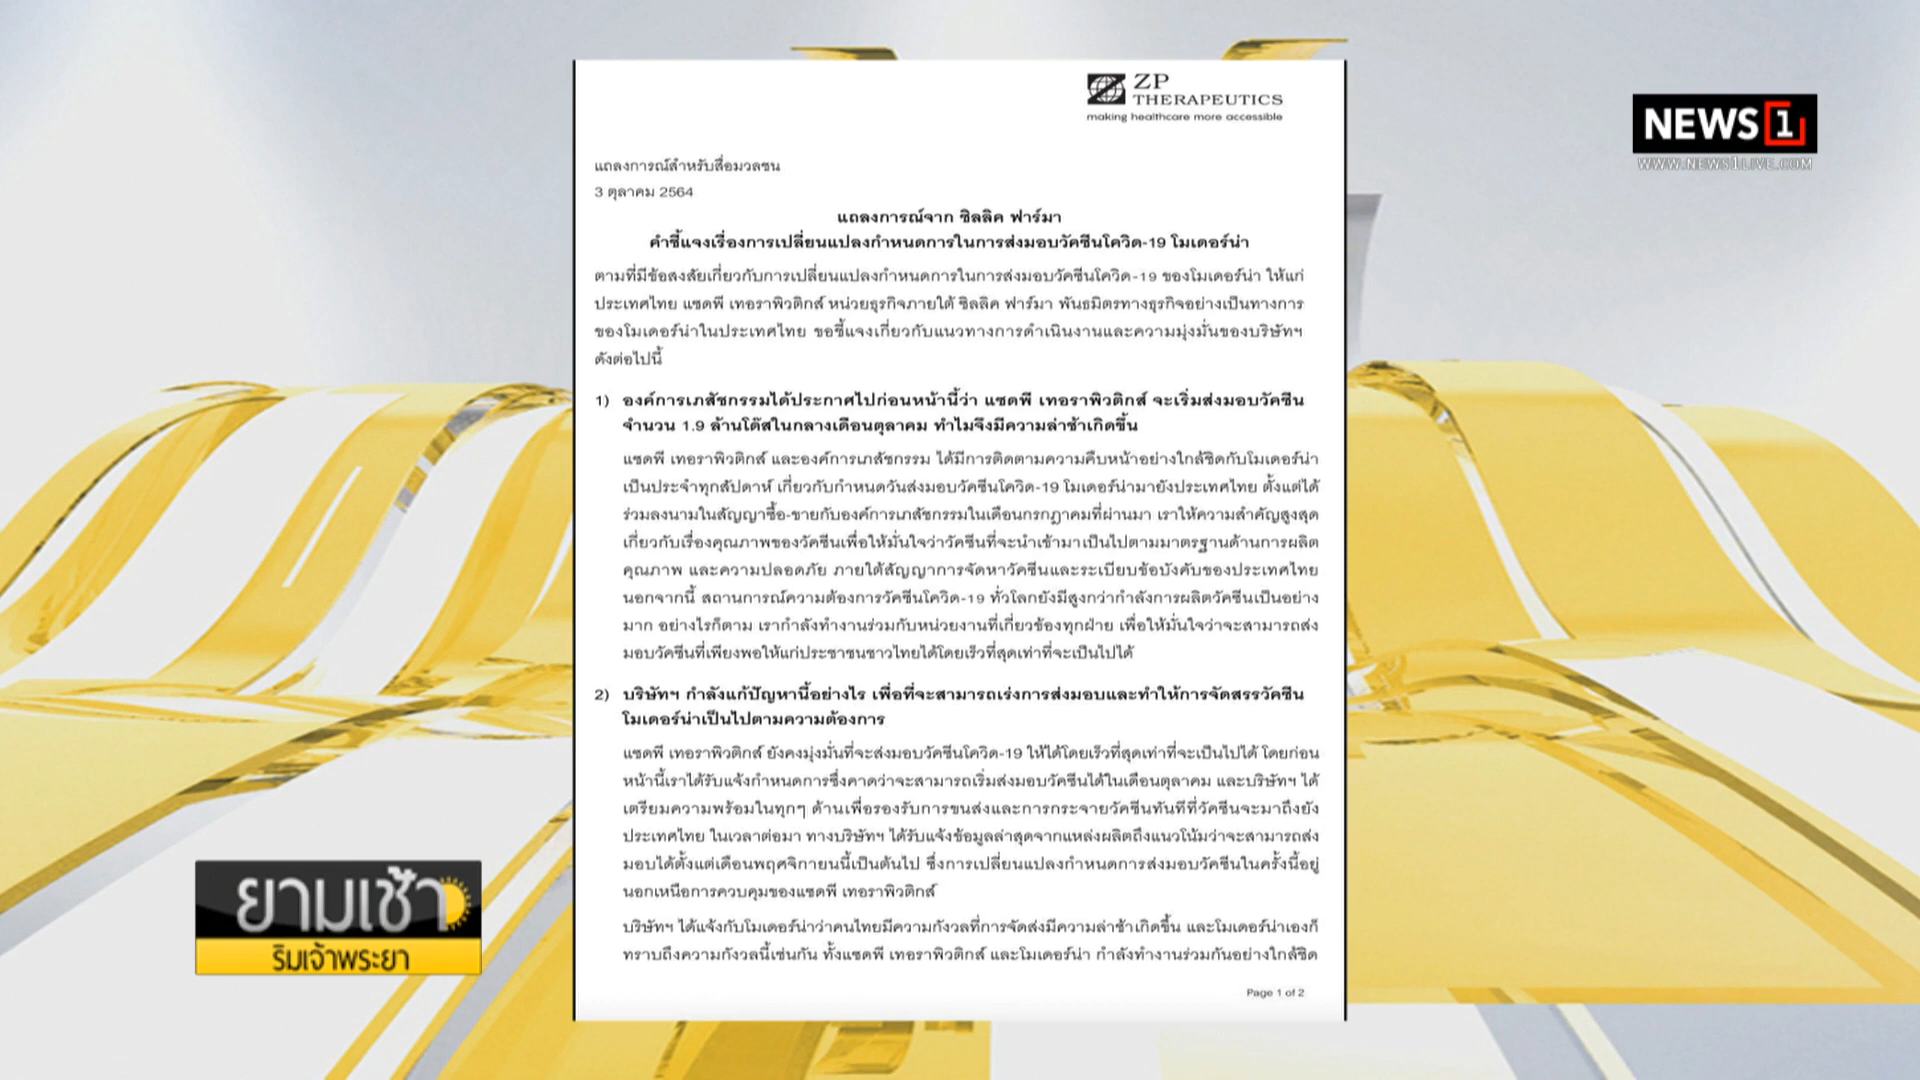 ZP
THERAPEUTICS
making healthcare more accessible
NEWS 1
WWW.NEWS1LIVE.COM
แถลงการณ์สำหรับสื่อมวลชน
3 ตุลาคม 2564
แถลงการณ์จาก ซิลลิค ฟาร์มา
คำชี้แจงเรื่องการเปลี่ยนแปลงกำหนดการในการส่งมอบวัคซีนโควิด-19 โมเดอร์น่า
ตามที่มีข้อสงสัยเกี่ยวกับการเปลี่ยนแปลงกำหนดการในการส่งมอบวัคซีนโควิด-19 ของโมเดอร์น่า ให้แก่
ประเทศไทย แซดพี เทอราพิวติกส์ หน่วยธุรกิจภายใต้ ซิลลิค ฟาร์มา พันธมิตรทางธุรกิจอย่างเป็นทางการ
ของโมเดอร์น่าในประเทศไทย ขอชี้แจงเกี่ยวกับแนวทางการดำเนินงานและความมุ่งมั่นของบริษัทฯ
ดังต่อไปนี้
1) องค์การเภสัชกรรมได้ประกาศไปก่อนหน้านี้ว่า แซดพี เทอราพิวติกส์ จะเริ่มส่งมอบวัคซีน
จำนวน 1.9 ล้านโด๊สในกลางเดือนตุลาคม ทำไมจึงมีความล่าช้าเกิดขึ้น
แซดพี เทอราพิวติกส์ และองค์การเภสัชกรรม ได้มีการติดตามความคืบหน้าอย่างใกล้ชิดกับโมเดอร์น่า
เป็นประจำทุกสัปดาห์ เกี่ยวกับกำหนดวันส่งมอบวัคซีนโควิด-19 โมเดอร์น่ามายังประเทศไทย ตั้งแต่ได้
ร่วมลงนามในสัญญาซื้อ-ขายกับองค์การเภสัชกรรมในเดือนกรกฎาคมที่ผ่านมา เราให้ความสำคัญสูงสุด
เกี่ยวกับเรื่องคุณภาพของวัคซีนเพื่อให้มั่นใจว่าวัคซีนที่จะนำเข้ามาเป็นไปตามมาตรฐานด้านการผลิต
คุณภาพ และความปลอดภัย ภายใต้สัญญาการจัดหาวัคซีนและระเบียบข้อบังคับของประเทศไทย
นอกจากนี้ สถานการณ์ความต้องการวัคซีนโควิด-19 ทั่วโลกยังมีสูงกว่ากำลังการผลิตวัคซีนเป็นอย่าง
มาก อย่างไรก็ตาม เรากำลังทำงานร่วมกับหน่วยงานที่เกี่ยวข้องทุกฝ่าย เพื่อให้มั่นใจว่าจะสามารถส่ง
มอบวัคซีนที่เพียงพอให้แก่ประชาชนชาวไทยได้โดยเร็วที่สุดเท่าที่จะเป็นไปได้
2) บริษัทฯ กำลังแก้ปัญหานี้อย่างไร เพื่อที่จะสามารถเร่งการส่งมอบและทำให้การจัดสรรวัคซีน
โมเดอร์น่าเป็นไปตามความต้องการ
แซดพี เทอราพิวติกส์ ยังคงมุ่งมั่นที่จะส่งมอบวัคซีนโควิด-19 ให้ได้โดยเร็วที่สุดเท่าที่จะเป็นไปได้ โดยก่อน
หน้านี้เราได้รับแจ้งกำหนดการซึ่งคาดว่าจะสามารถเริ่มส่งมอบวัคซีนได้ในเดือนตุลาคม และบริษัทฯ ได้
เตรียมความพร้อมในทุกๆ ด้านเพื่อรองรับการขนส่งและการกระจายวัคซีนทันทีที่วัคซีนจะมาถึงยัง
ประเทศไทย ในเวลาต่อมา ทางบริษัทฯ ได้รับแจ้งข้อมูลล่าสุดจากแหล่งผลิตถึงแนวโน้มว่าจะสามารถส่ง
มอบได้ตั้งแต่เดือนพฤศจิกายนนี้เป็นต้นไป ซึ่งการเปลี่ยนแปลงกำหนดการส่งมอบวัคซีนในครั้งนี้อยู่
นอกเหนือการควบคุมของแซดพี เทอราพิวติกส์
บริษัทฯ ได้แจ้งกับโมเดอร์น่าว่าคนไทยมีความกังวลที่การจัดส่งมีความล่าช้าเกิดขึ้น และโมเดอร์น่าเองก็
ทราบถึงความกังวลนี้เช่นกัน ทั้งแซดพี เทอราพิวติกส์ และโมเดอร์น่า กำลังทำงานร่วมกันอย่างใกล้ชิด
Page 1 of 2
ยามเช้า
ริมเจ้าพระยา